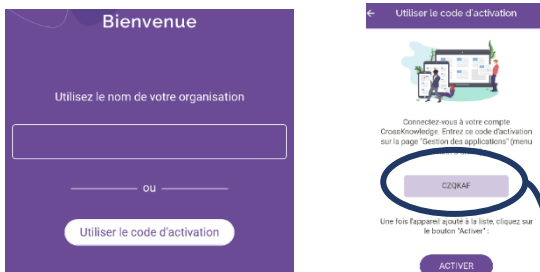 Bienvenue
Utilisez le nom de votre organisation
ou
Utiliser le code d'activation
Utiliser le code d'activation
Connectez-vous à votre compte
CrossKnowledge. Entrez ce code d'activation
sur la page "Gestion des applications" (menu
CZQKAF
Une fois l'appareil ajouté à la liste, cliquez sur
le bouton "Activer" :
ACTIVER